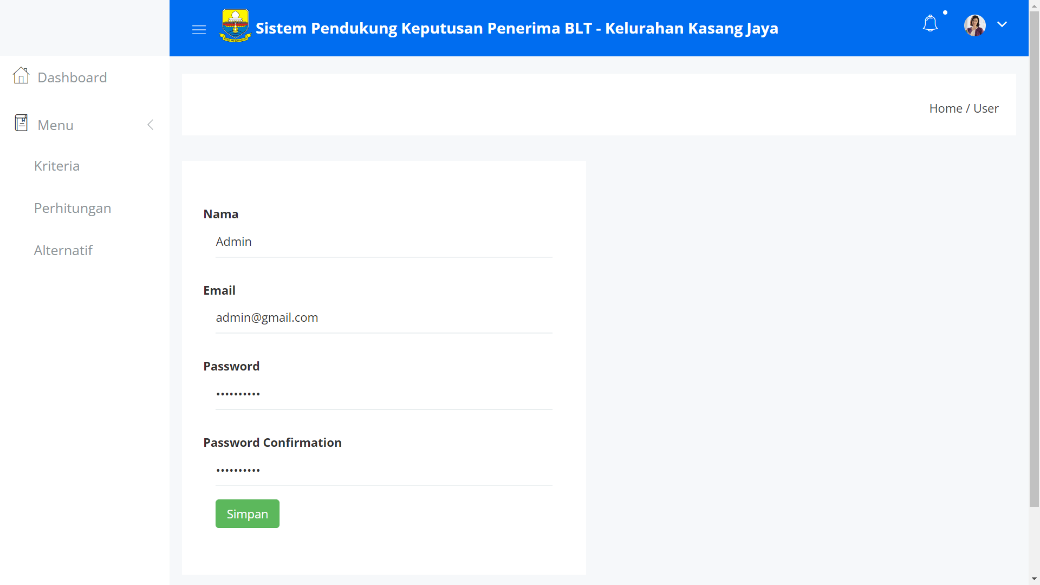 Sistem Pendukung Keputusan Penerima BLT - Kelurahan Kasang Jaya
Dashboard
Menu
Kriteria
Perhitungan
Alternatif
Home / User
Nama
Admin
Email
admin@gmail.com
Password
••••••••••
Password Confirmation
••••••••••
Simpan